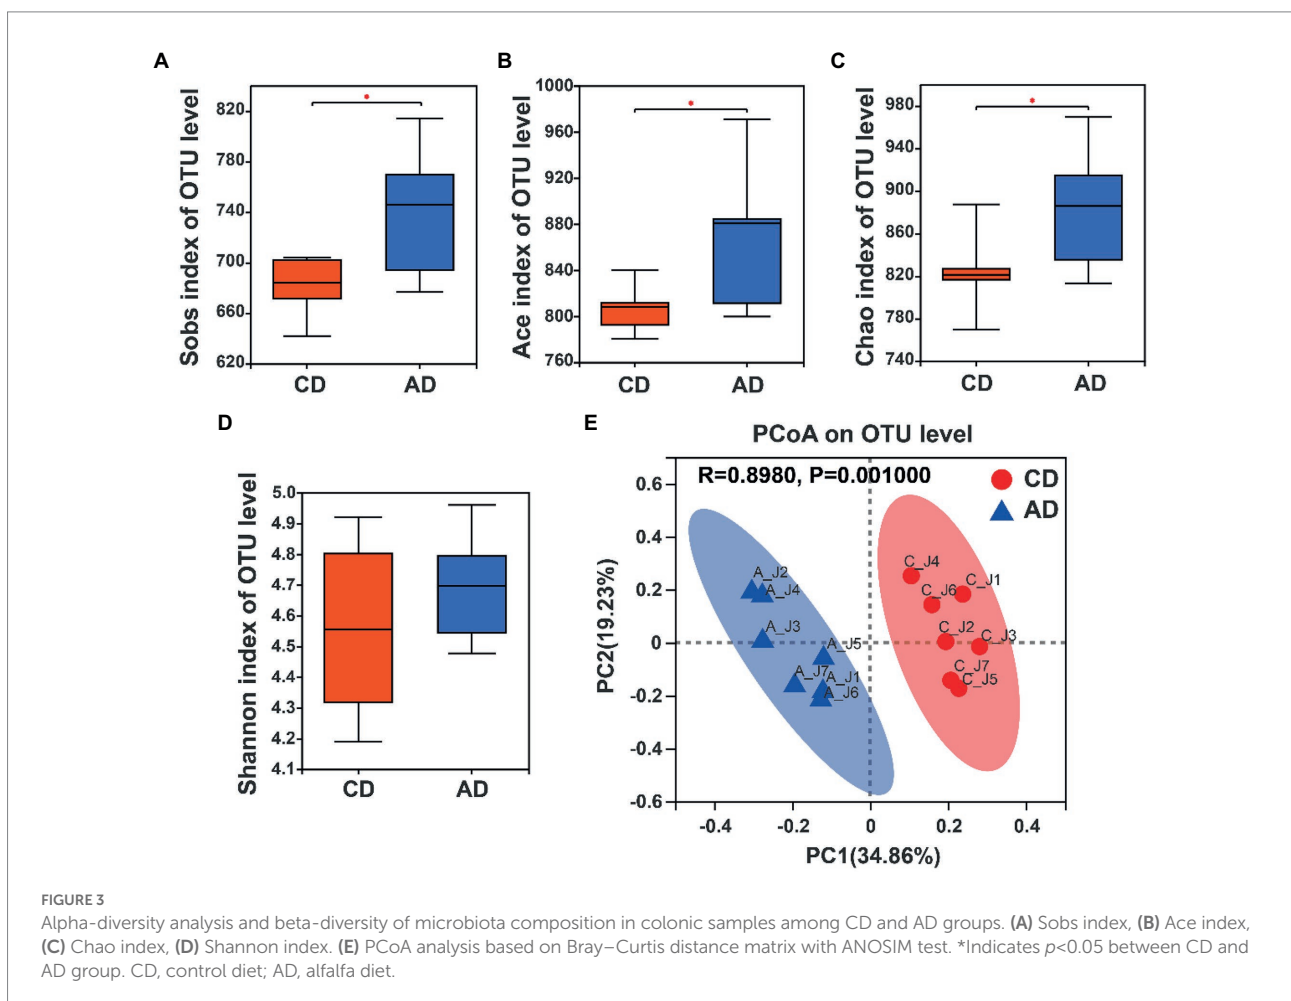 A
Sobs index of OTU level
820
780
740
700
660
620
*
CD
AD
B
Ace index of OTU level
1000
960
920
880
840
800
760
*
CD
AD
C
Chao index of OTU level
980
940
900
860
820
780
740
*
CD
AD
D
Shannon index of OTU level
5.0
4.9
4.8
4.7
4.6
4.5
4.4
4.3
4.2
4.1
CD
AD
E
PCoA on OTU level
R=0.8980, P=0.001000
CD
AD
PC2(19.23%)
0.6
0.4
0.2
0
-0.2
-0.4
-0.6
A_J2
A_J4
A_J3
A_J5
A_J7
A_J1
A_J6
C_J4
C_J1
C_J6
C_J2
C_J3
C_J7
C_J5
-0.4
-0.2
0
0.2
0.4
PC1(34.86%)
FIGURE 3
Alpha-diversity analysis and beta-diversity of microbiota composition in colonic samples among CD and AD groups. (A) Sobs index, (B) Ace index,
(C) Chao index, (D) Shannon index. (E) PCoA analysis based on Bray–Curtis distance matrix with ANOSIM test. *Indicates p<0.05 between CD and
AD group. CD, control diet; AD, alfalfa diet.